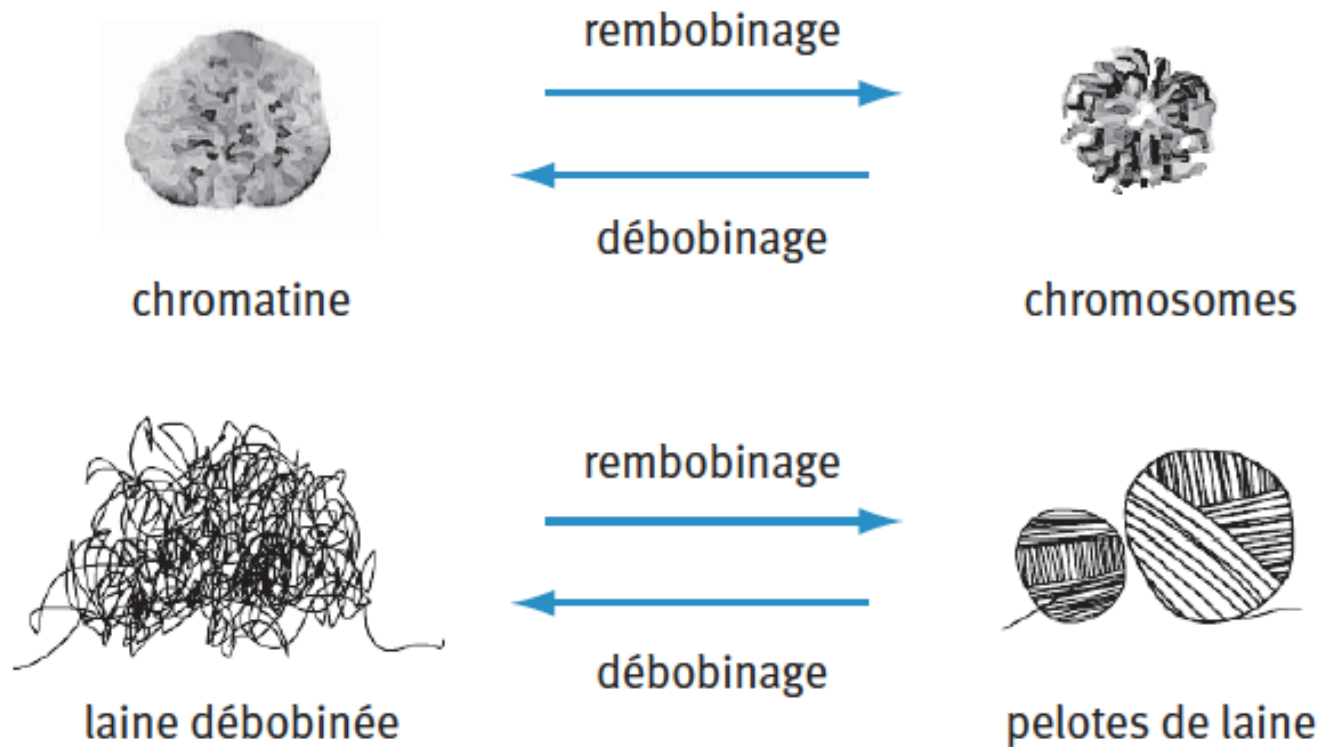 rembobinage
débobinage
chromatine
chromosomes
rembobinage
débobinage
laine débobinée
pelotes de laine